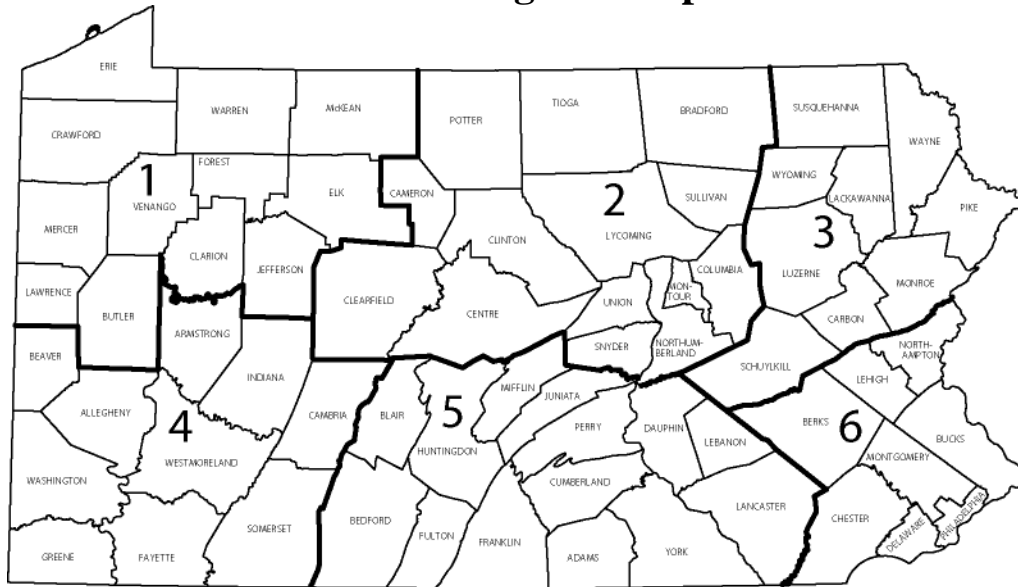 ERIE
CRAWFORD
WARREN
McKEAN
POTTER
TIOGA
BRADFORD
SUSQUEHANNA
WAYNE
FOREST
1
VENANGO
MERCER
ELK
CAMERON
2
LYCOMING
SULLIVAN
WYOMING
LACKAWANNA
PIKE
3
LUZERNE
CLARION
JEFFERSON
CLEARFIELD
CLINTON
CENTRE
COLUMBIA
MON-
TOUR
UNION
SNYDER
NORTHUM-
BERLAND
MONROE
CARBON
SCHUYLKILL
NORTH-
AMPTON
LEHIGH
LAWRENCE
BUTLER
ARMSTRONG
BEAVER
INDIANA
ALLEGHENY
4
WESTMORELAND
CAMBRIA
BLAIR
5
HUNTINGDON
MIFFLIN
JUNIATA
PERRY
DAUPHIN
LEBANON
BERKS
6
BUCKS
MONTGOMERY
WASHINGTON
CUMBERLAND
LANCASTER
CHESTER
DELAWARE
PHILADELPHIA
GREENE
FAYETTE
SOMERSET
BEDFORD
FULTON
FRANKLIN
ADAMS
YORK